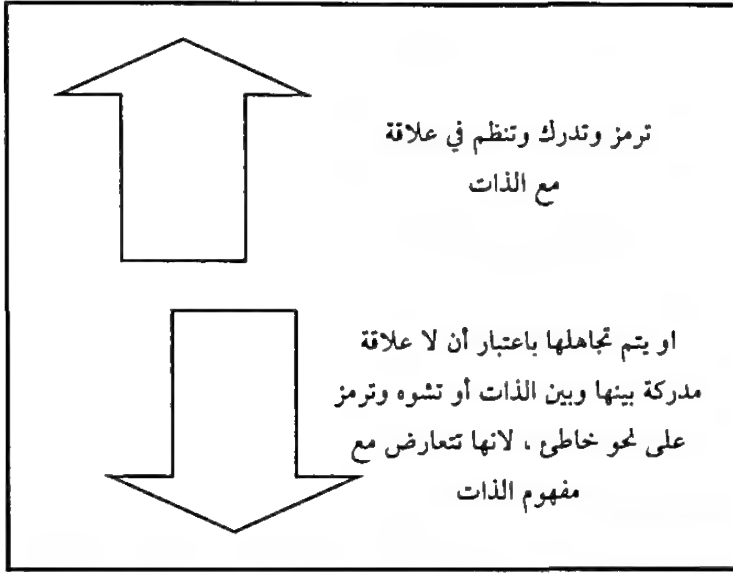 ترمز وتدرك وتنظم في علاقة
مع الذات
او يتم تجاهلها باعتبار أن لا علاقة
مدركة بينها وبين الذات أو تشوه وترمز
على نحو خاطئ ، لانها تتعارض مع
مفهوم الذات